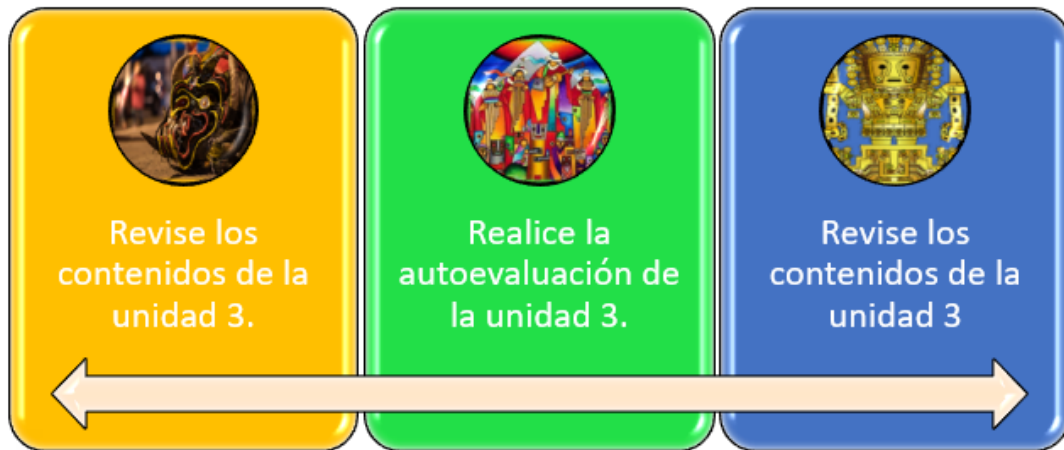 Revise los
contenidos de la
unidad 3.
Realice la
autoevaluación de
la unidad 3.
Revise los
contenidos de la
unidad 3